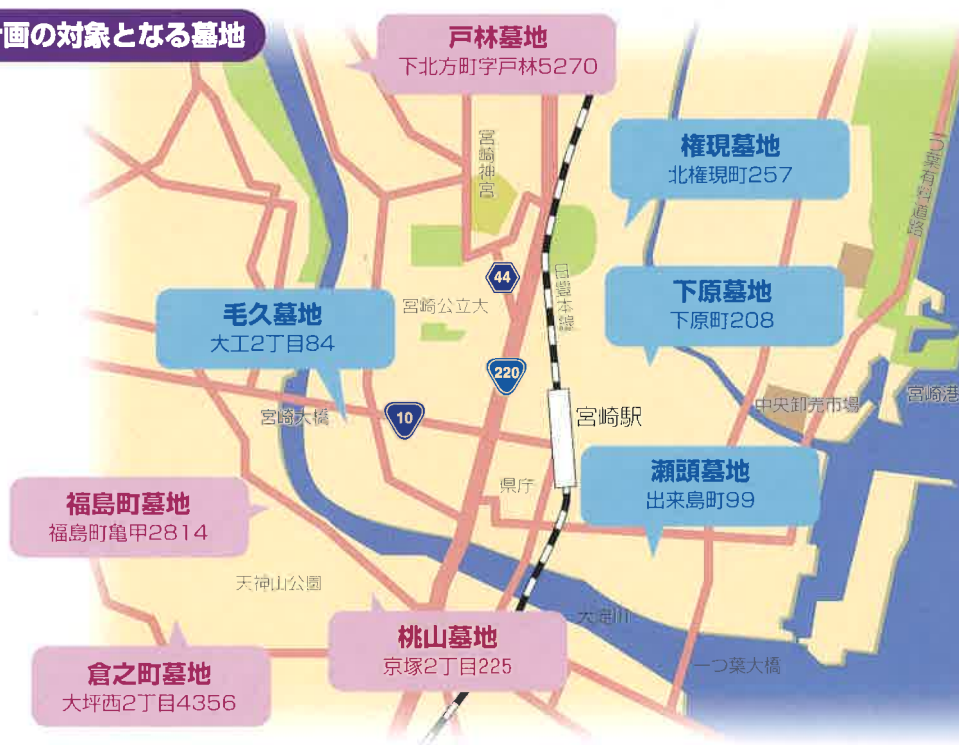 画の対象となる墓地
戸林墓地
下北方町字戸林5270
宮崎神宮
権現墓地
北権現町257
一つ葉有料道路
44
日豊本線
毛久墓地
大工2丁目84
宮崎公立大
下原墓地
下原町208
220
宮崎大橋
10
宮崎駅
中央卸売市場
宮崎港
福島町墓地
福島町亀甲2814
県庁
瀬頭墓地
出来島町99
天神山公園
桃山墓地
京塚2丁目225
大淀川
一つ葉大橋
倉之町墓地
大坪西2丁目4356